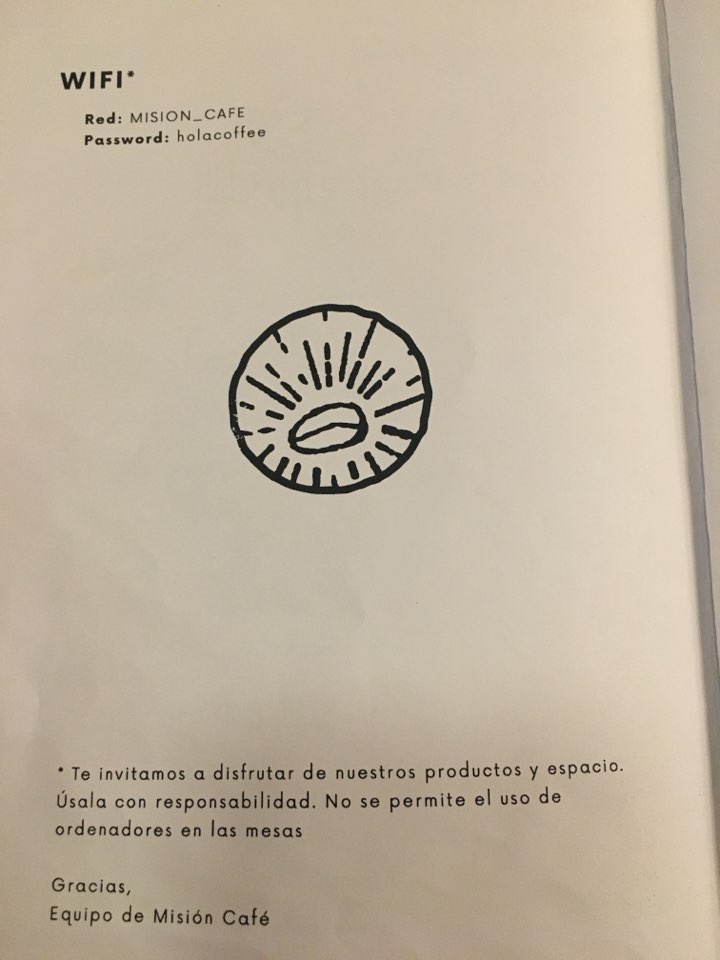 WIFI*
Red: MISION_CAFE
Password: holacoffee
* Te invitamos a disfrutar de nuestros productos y espacio.
Úsala con responsabilidad. No se permite el uso de
ordenadores en las mesas
Gracias,
Equipo de Misión Café